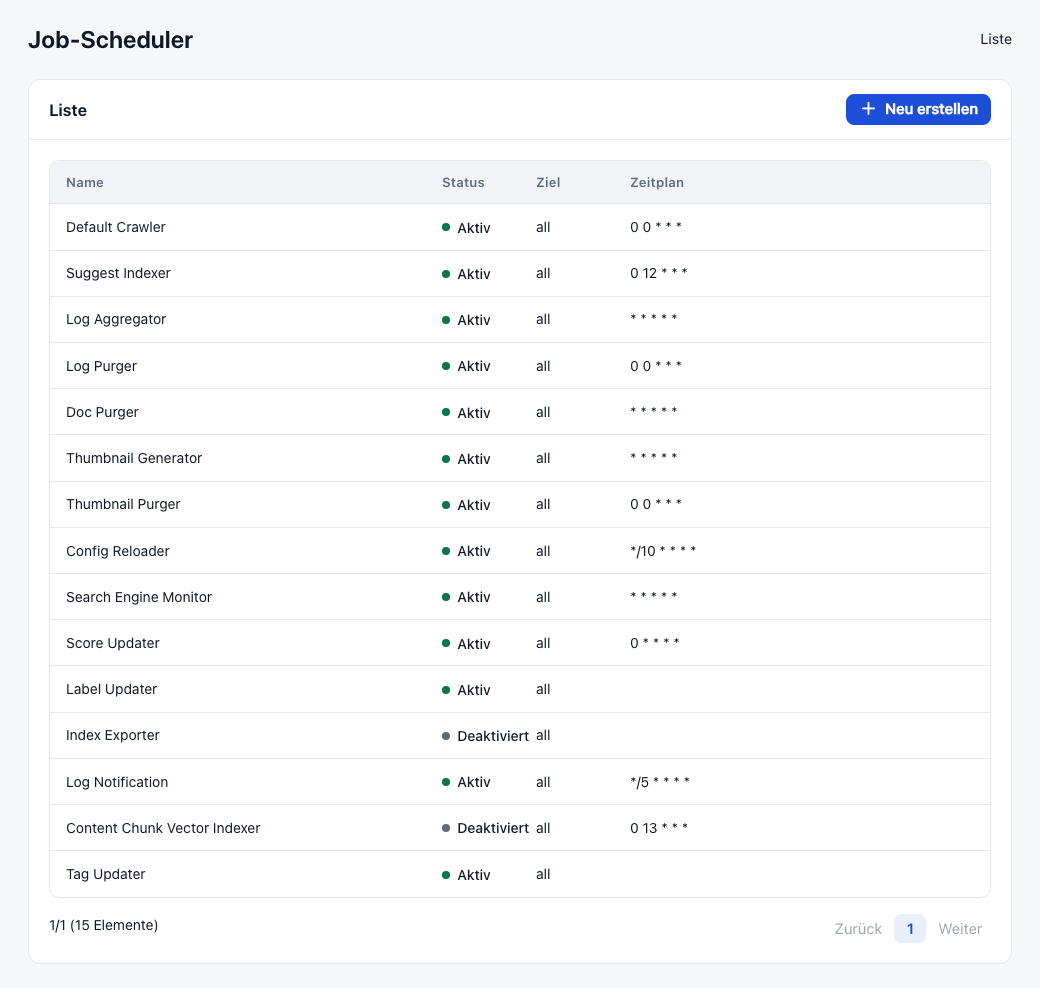 Job-Scheduler
Liste
Liste
Neu erstellen
Name Status Ziel Zeitplan
Default Crawler Aktiv all 0 0 * * *
Suggest Indexer Aktiv all 0 12 * * *
Log Aggregator Aktiv all * * * * *
Log Purger Aktiv all 0 0 * * *
Doc Purger Aktiv all * * * * *
Thumbnail Generator Aktiv all * * * * *
Thumbnail Purger Aktiv all 0 0 * * *
Config Reloader Aktiv all */10 * * * *
Search Engine Monitor Aktiv all * * * * *
Score Updater Aktiv all 0 * * * *
Label Updater Aktiv all
Index Exporter Deaktiviert all
Log Notification Aktiv all */5 * * * *
Content Chunk Vector Indexer Deaktiviert all 0 13 * * *
Tag Updater Aktiv all
1/1 (15 Elemente)
Zurück 1 Weiter